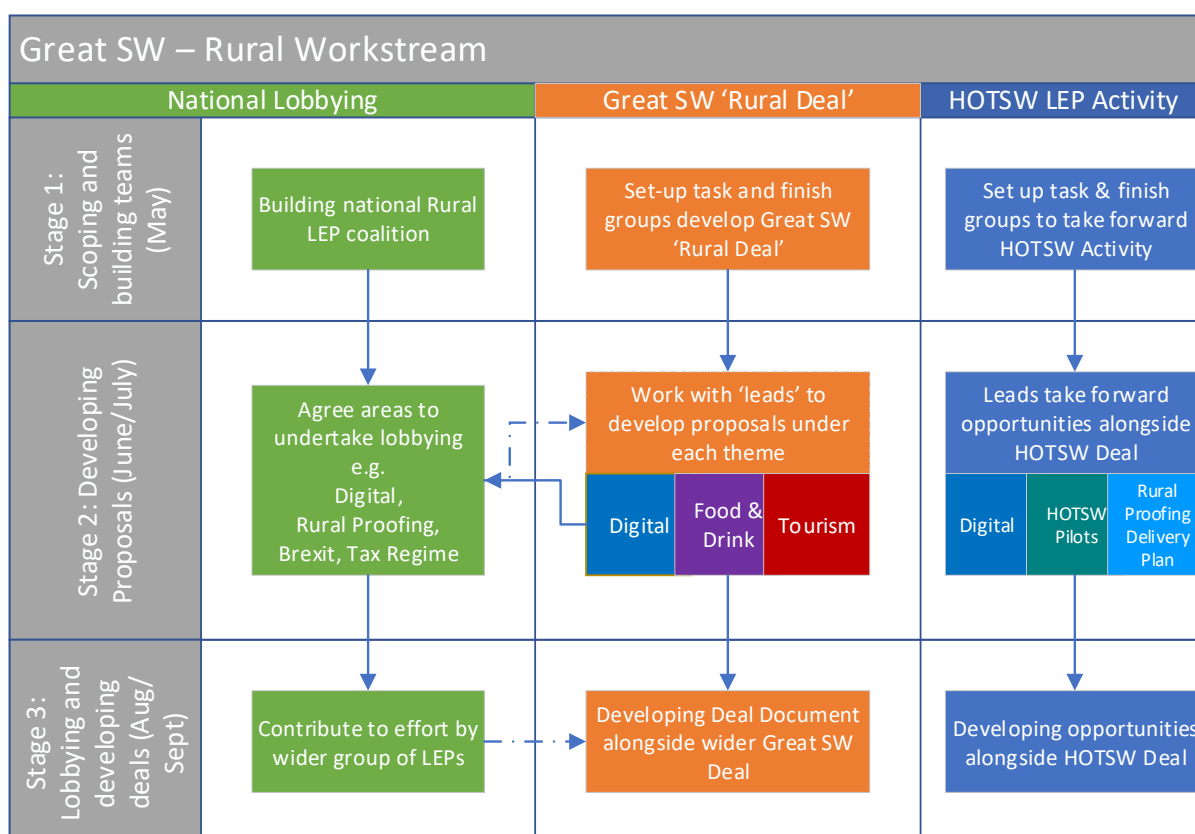 Great SW – Rural Workstream
National Lobbying
Great SW ‘Rural Deal’
HOTSW LEP Activity
Stage 1:
Scoping and
building teams
(May)
Building national Rural
LEP coalition
Set-up task and finish
groups develop Great SW
‘Rural Deal’
Set up task & finish
groups to take forward
HOTSW Activity
Stage 2: Developing
Proposals (June/July)
Agree areas to
undertake lobbying
e.g.
Digital,
Rural Proofing,
Brexit, Tax Regime
Work with ‘leads’ to
develop proposals under
each theme
Digital
Food &
Drink
Tourism
Leads take forward
opportunities alongside
HOTSW Deal
Digital
HOTSW
Pilots
Rural
Proofing
Delivery
Plan
Stage 3:
Lobbying and
developing
deals (Aug/
Sept)
Contribute to effort by
wider group of LEPs
Developing Deal Document
alongside wider Great SW
Deal
Developing opportunities
alongside HOTSW Deal